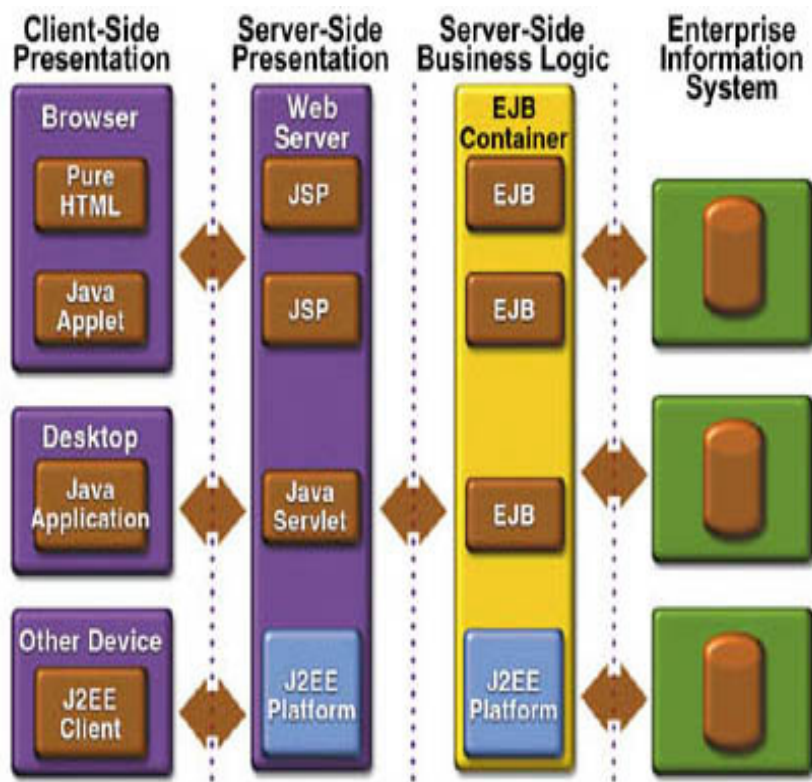 Client-Side
Presentation
Server-Side
Presentation
Server-Side
Business Logic
Enterprise
Information
System
Browser
Pure
HTML
Java
Applet
Desktop
Java
Application
Other Device
J2EE
Client
Web
Server
JSP
JSP
Java
Servlet
J2EE
Platform
EJB
Container
EJB
EJB
EJB
J2EE
Platform